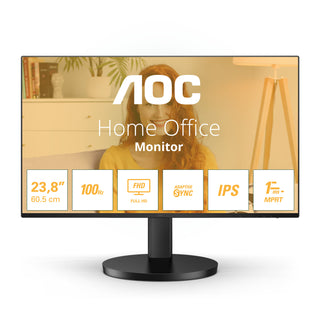 AOC
Home Office
Monitor
23,8"
60.5 cm
100Hz
FHD
FULL HD
ADAPTIVE
SYNC
IPS
1ms
MPRT